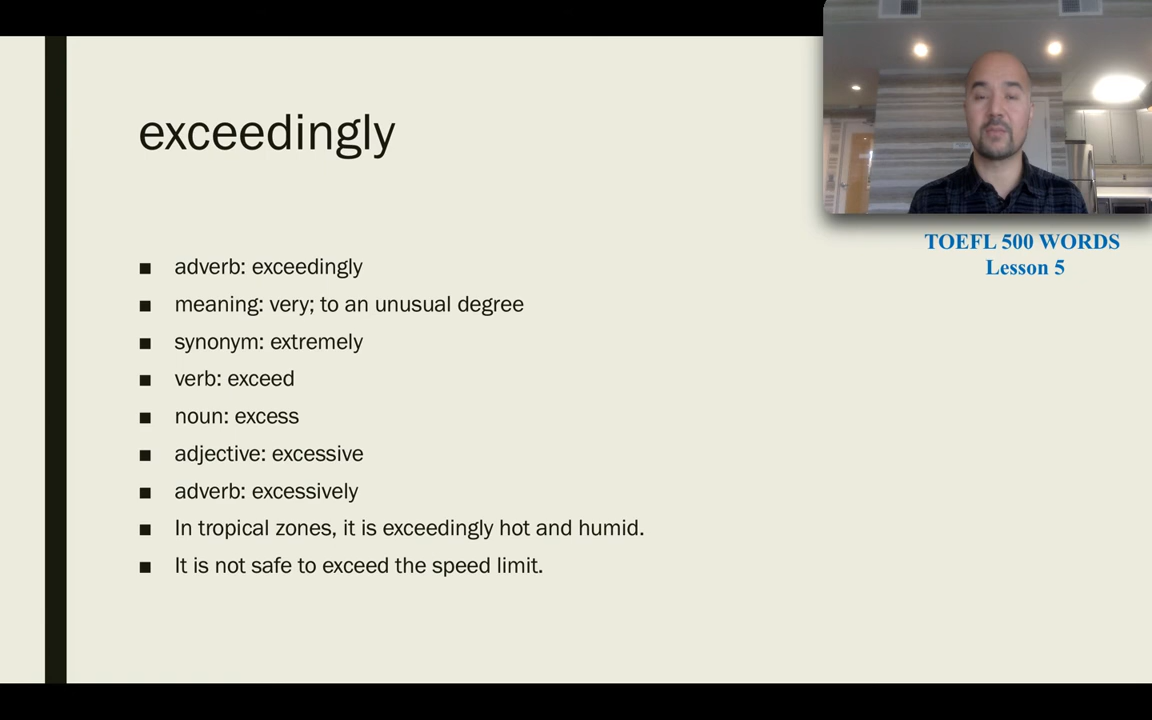 exceedingly
TOEFL 500 WORDS
Lesson 5
■ adverb: exceedingly
■ meaning: very; to an unusual degree
■ synonym: extremely
■ verb: exceed
■ noun: excess
■ adjective: excessive
■ adverb: excessively
■ In tropical zones, it is exceedingly hot and humid.
■ It is not safe to exceed the speed limit.